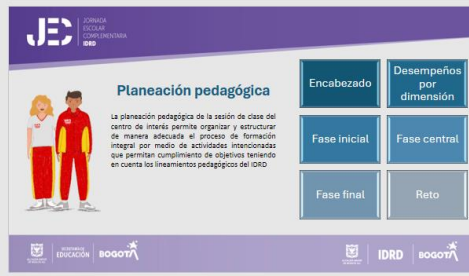 JEC
JORNADA
ESCOLAR
COMPLEMENTARIA
IDRD
Planeación pedagógica
La planeación pedagógica de la sesión de clase del
centro de interés permite organizar y estructurar
de manera adecuada el proceso de formación
integral por medio de actividades intencionadas
que permitan cumplimiento de objetivos teniendo
en cuenta los lineamientos pedagógicos del IDRD
Encabezado
Desempeños
por
dimensión
Fase inicial
Fase central
Fase final
Reto
EDUCACIÓN
BOGOTÁ
IDRD
BOGOTÁ